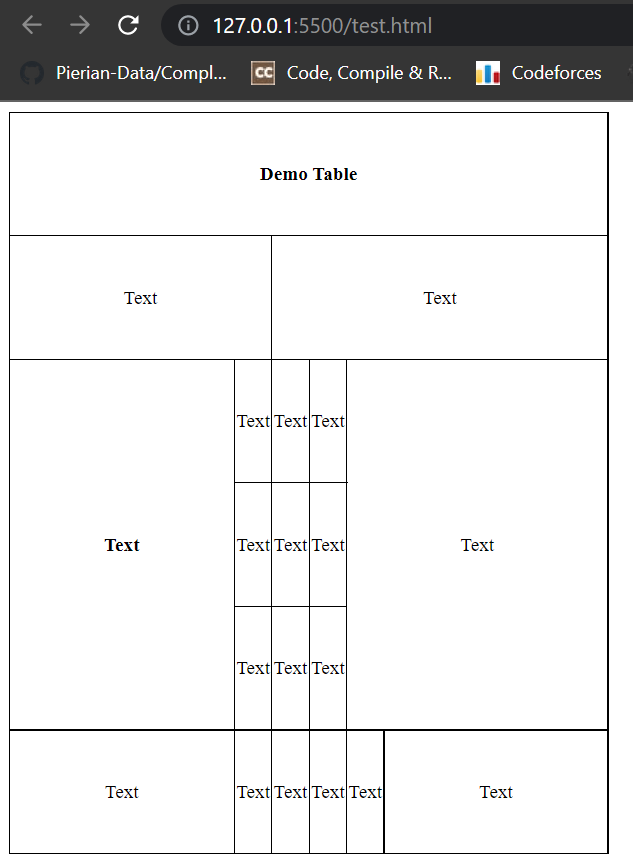 127.0.0.1:5500/test.html
Pierian-Data/Compl... CC Code, Compile & R... Codeforces
Demo Table
Text Text
Text Text Text
Text Text Text Text Text
Text Text Text
Text Text Text Text Text Text